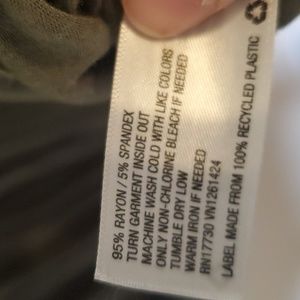 95% RAYON / 5% SPANDEX
TURN GARMENT INSIDE OUT
MACHINE WASH COLD WITH LIKE COLORS
ONLY NON-CHLORINE BLEACH IF NEEDED
TUMBLE DRY LOW
WARM IRON IF NEEDED
RN17730 VN1261424
LABEL MADE FROM 100% RECYCLED PLASTIC